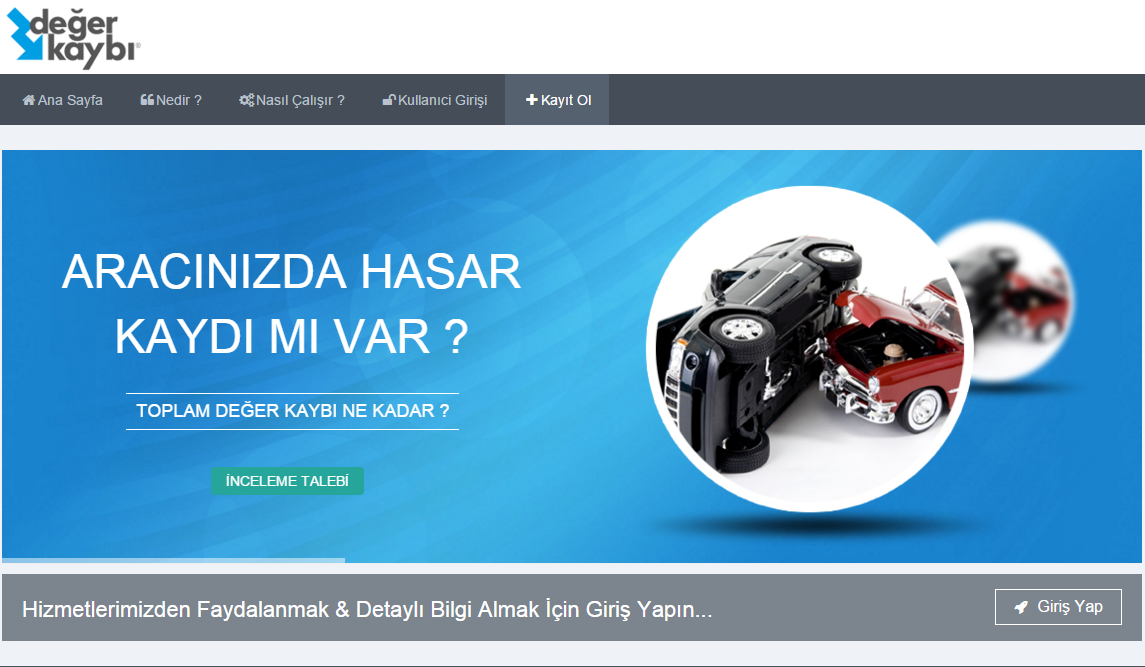 değer
kaybı®
Ana Sayfa
Nedir ?
Nasıl Çalışır ?
Kullanıci Girişi
Kayıt Ol
ARACINIZDA HASAR
KAYDI MI VAR ?
TOPLAM DEĞER KAYBI NE KADAR ?
İNCELEME TALEBİ
Hizmetlerimizden Faydalanmak & Detaylı Bilgi Almak İçin Giriş Yapın...
Giriş Yap